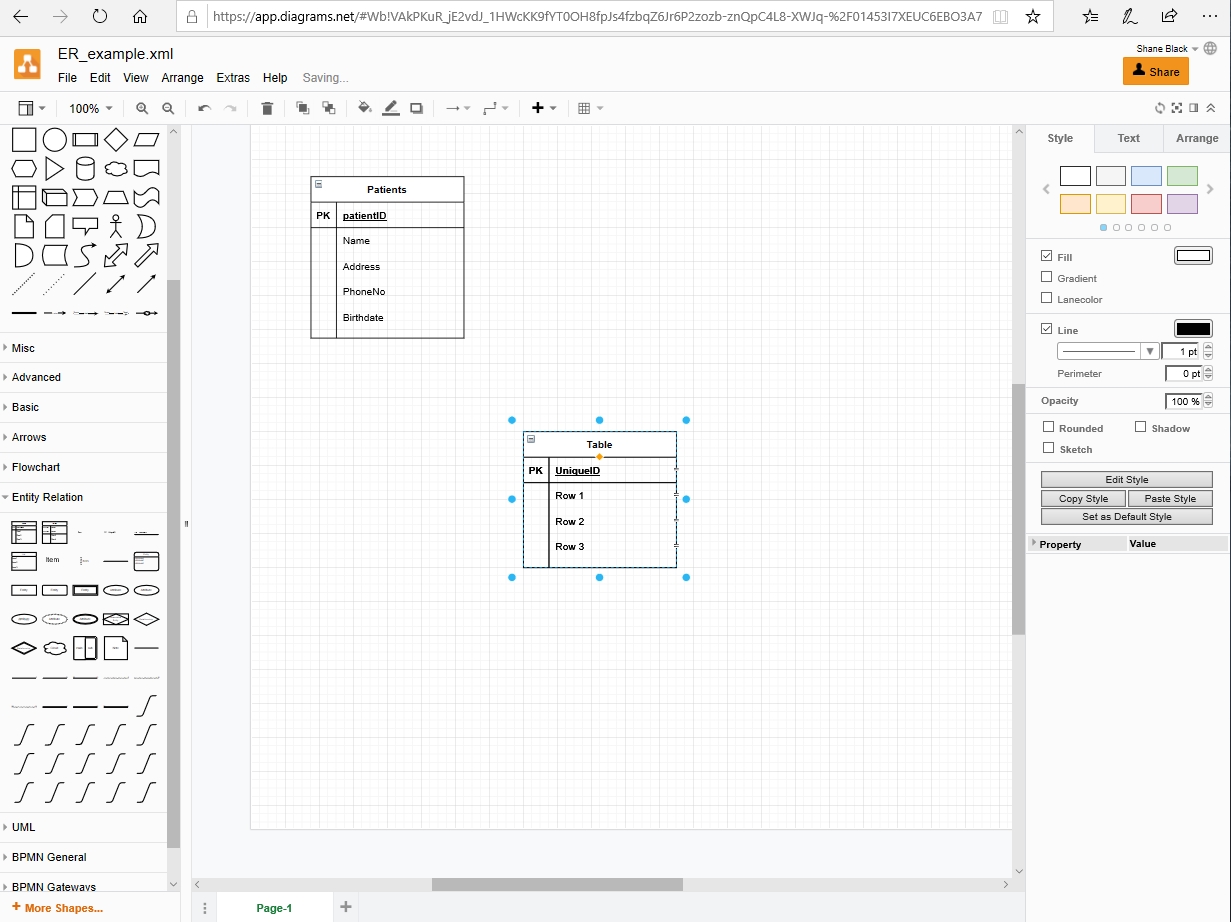 https://app.diagrams.net/#Wb!VAkPKuR_jE2vdJ_1HWcKK9fYT0OH8fpJs4fzbqZ6Jr6P2zozb-znQpC4L8-XWJq-%2F01453I7XEUC6EBO3A7
ER_example.xml
File Edit View Arrange Extras Help Saving...
Shane Black
Share
100%
Style Text Arrange
Fill
Gradient
Lanecolor
Line
1 pt
Perimeter 0 pt
Opacity 100 %
Rounded Shadow
Sketch
Edit Style
Copy Style Paste Style
Set as Default Style
Property Value
Misc
Advanced
Basic
Arrows
Flowchart
Entity Relation
Item
UML
BPMN General
BPMN Gateways
+ More Shapes...
Patients
PK patientID
Name
Address
PhoneNo
Birthdate
Table
PK UniqueID
Row 1
Row 2
Row 3
Page-1